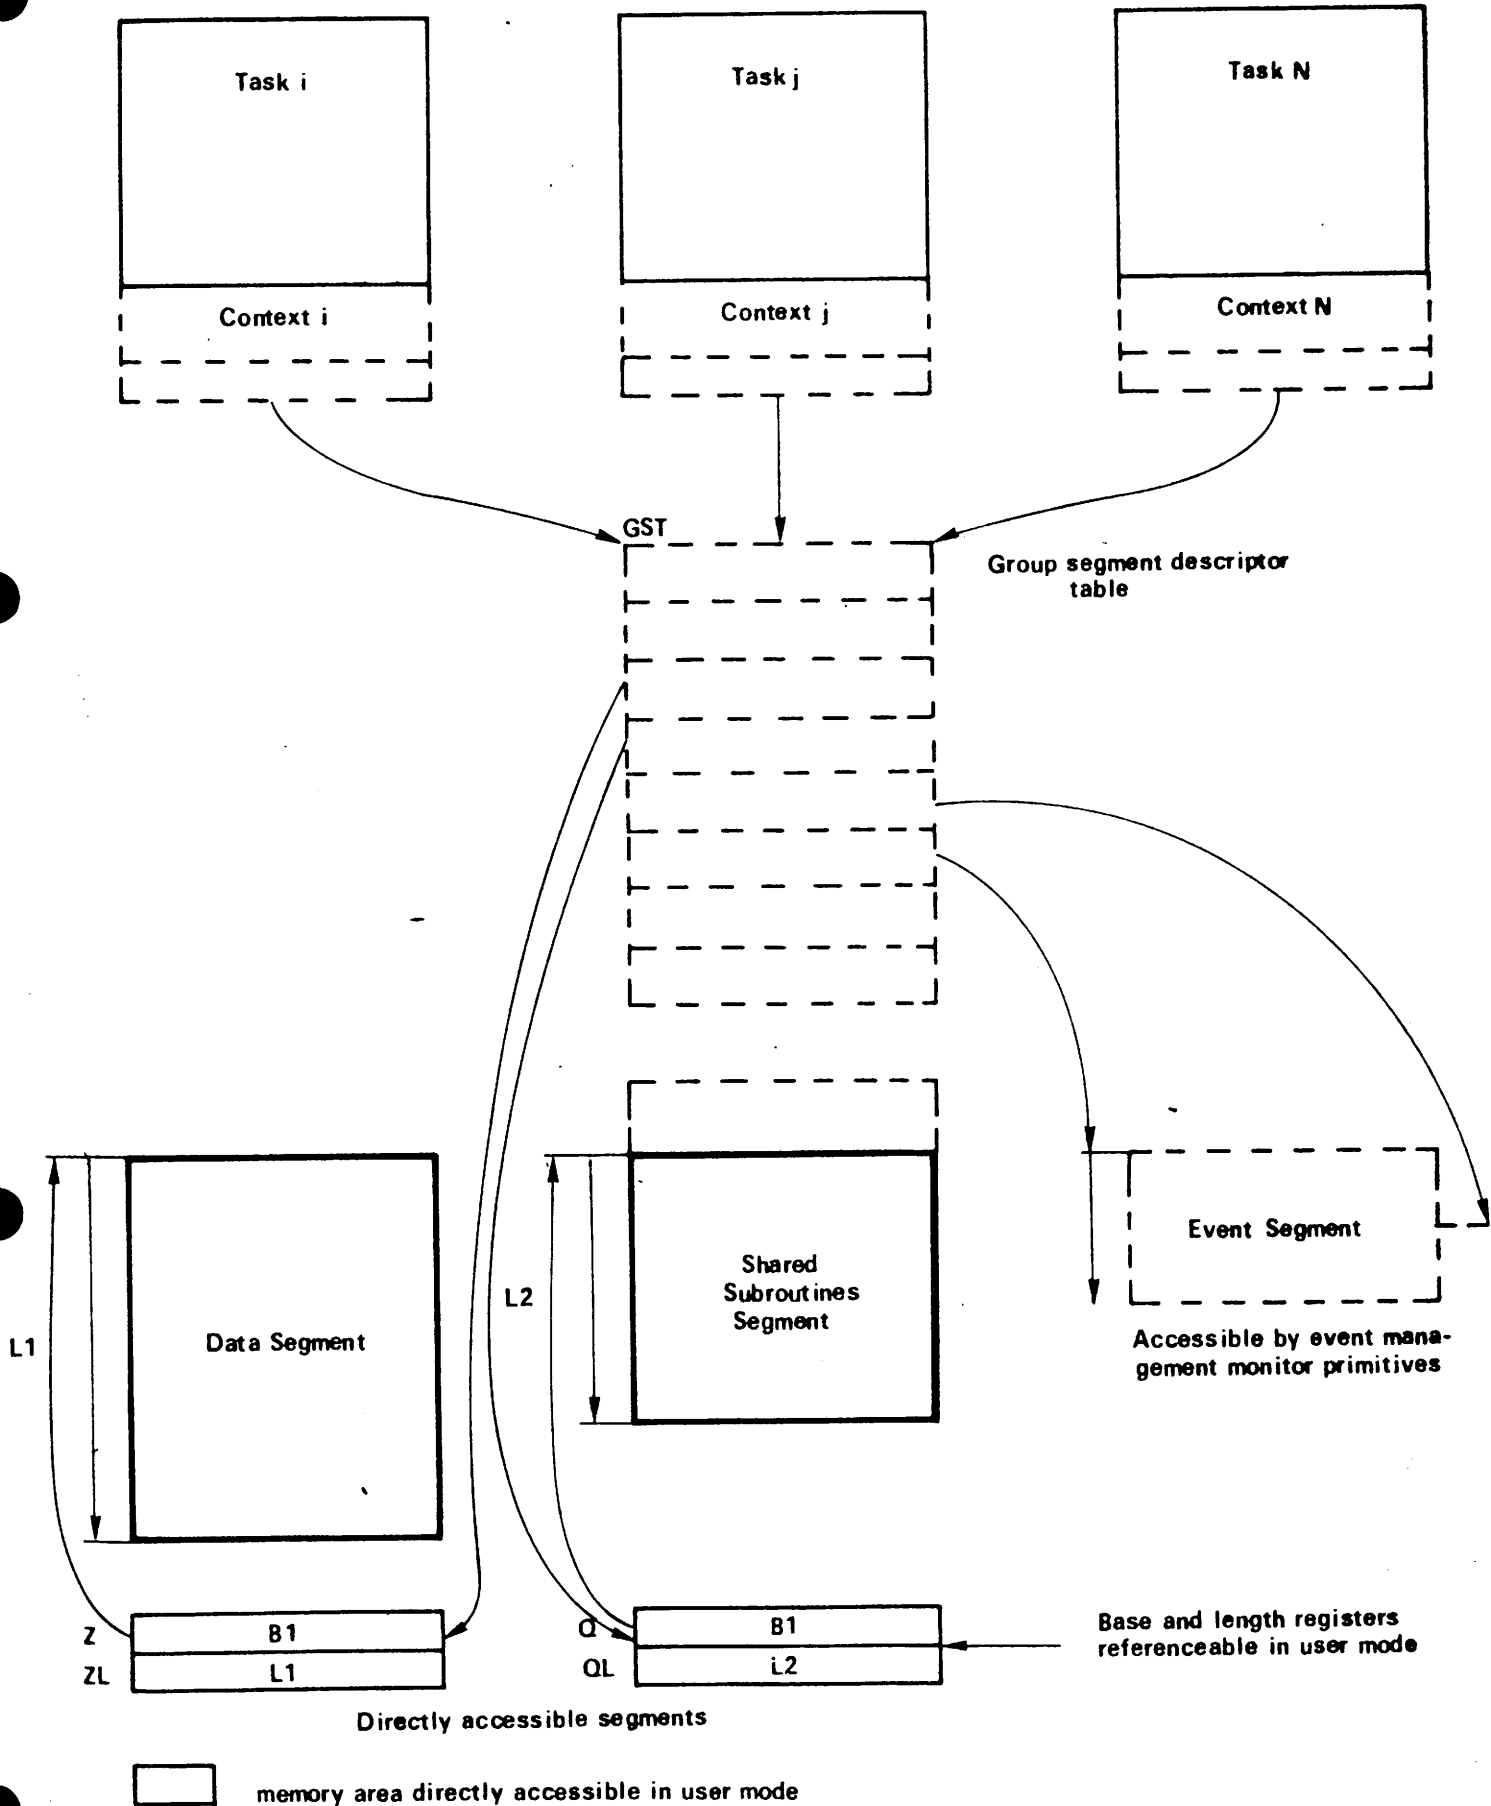 Task i
Task j
Task N
Context i
Context j
Context N
GST
Group segment descriptor
table
L1
Data Segment
L2
Shared
Subroutines
Segment
Event Segment
Accessible by event mana-
gement monitor primitives
Z
B1
ZL
L1
Q
B1
QL
L2
Base and length registers
referenceable in user mode
Directly accessible segments
memory area directly accessible in user mode